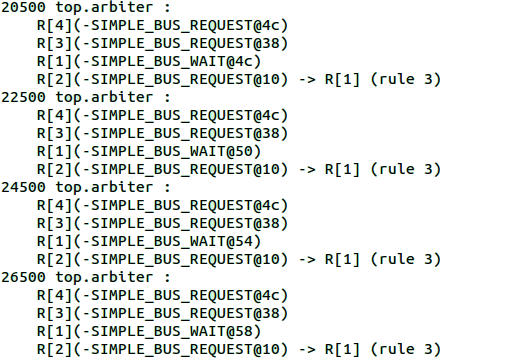 20500 top.arbiter :
    R[4](-SIMPLE_BUS_REQUEST@4c)
    R[3](-SIMPLE_BUS_REQUEST@38)
    R[1](-SIMPLE_BUS_WAIT@4c)
    R[2](-SIMPLE_BUS_REQUEST@10) -> R[1] (rule 3)
22500 top.arbiter :
    R[4](-SIMPLE_BUS_REQUEST@4c)
    R[3](-SIMPLE_BUS_REQUEST@38)
    R[1](-SIMPLE_BUS_WAIT@50)
    R[2](-SIMPLE_BUS_REQUEST@10) -> R[1] (rule 3)
24500 top.arbiter :
    R[4](-SIMPLE_BUS_REQUEST@4c)
    R[3](-SIMPLE_BUS_REQUEST@38)
    R[1](-SIMPLE_BUS_WAIT@54)
    R[2](-SIMPLE_BUS_REQUEST@10) -> R[1] (rule 3)
26500 top.arbiter :
    R[4](-SIMPLE_BUS_REQUEST@4c)
    R[3](-SIMPLE_BUS_REQUEST@38)
    R[1](-SIMPLE_BUS_WAIT@58)
    R[2](-SIMPLE_BUS_REQUEST@10) -> R[1] (rule 3)